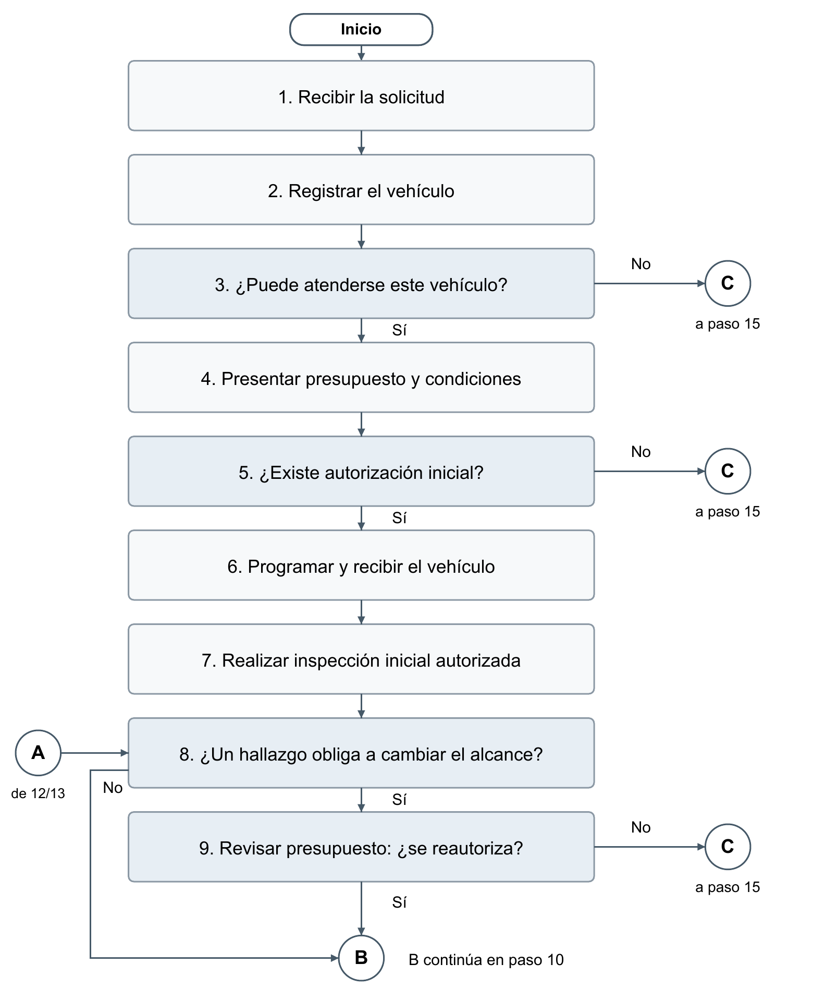 Inicio
1. Recibir la solicitud
2. Registrar el vehículo
3. ¿Puede atenderse este vehículo?
No
C
a paso 15
Sí
4. Presentar presupuesto y condiciones
5. ¿Existe autorización inicial?
No
C
a paso 15
Sí
6. Programar y recibir el vehículo
7. Realizar inspección inicial autorizada
A
de 12/13
8. ¿Un hallazgo obliga a cambiar el alcance?
No
Sí
9. Revisar presupuesto: ¿se reautoriza?
No
C
a paso 15
Sí
B
B continúa en paso 10